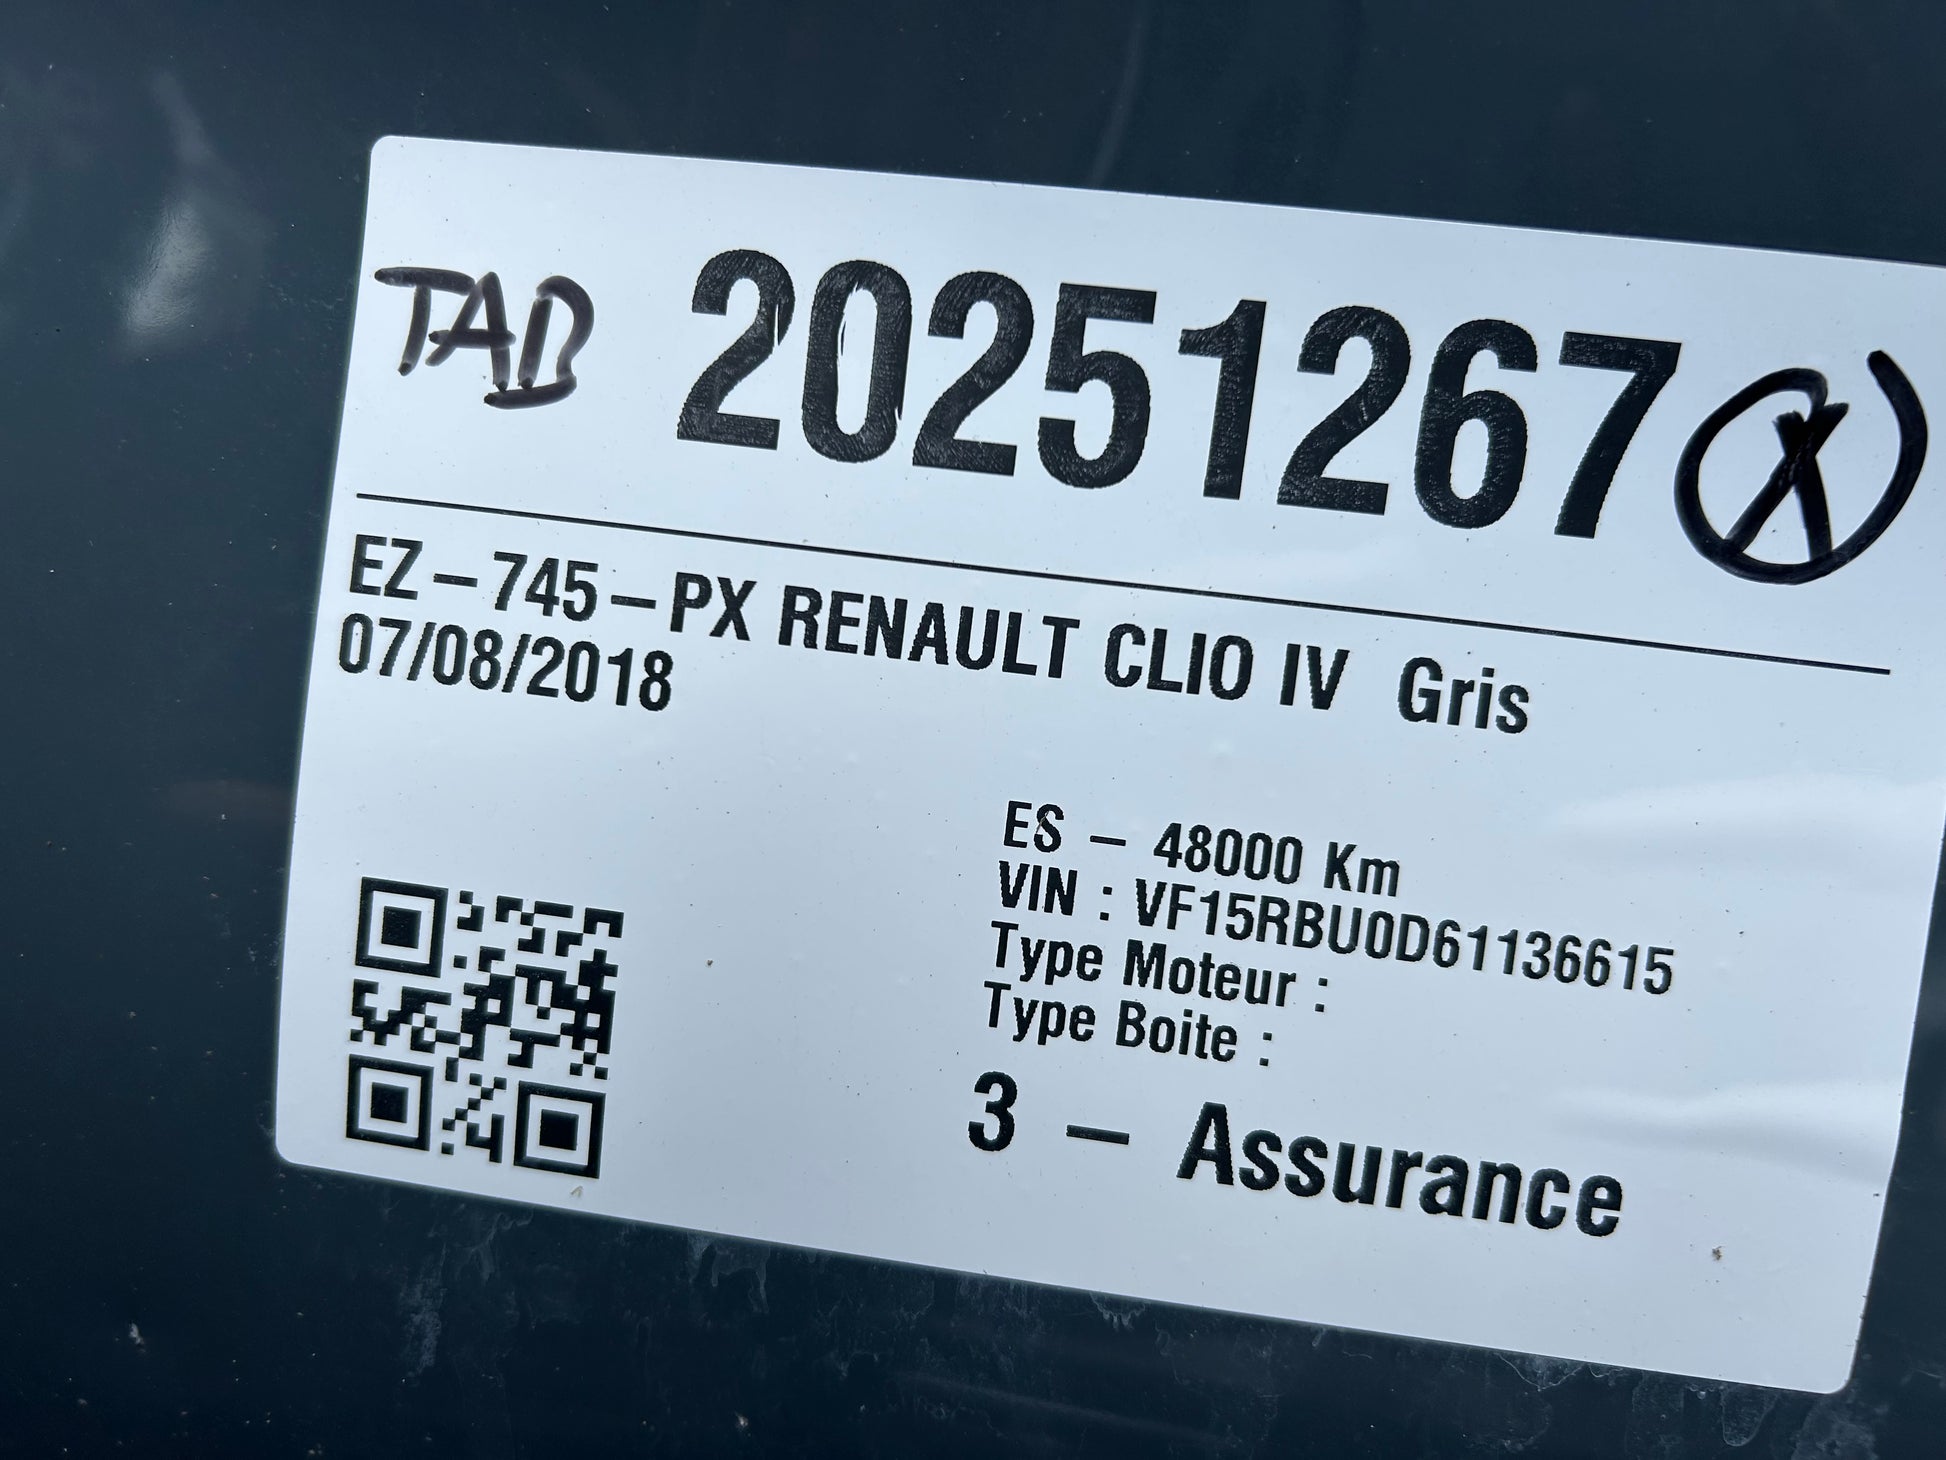 TAB 20251267 X
EZ-745-PX RENAULT CLIO IV Gris
07/08/2018
ES - 48000 Km
VIN : VF15RBU0D61136615
Type Moteur :
Type Boite :
3 - Assurance